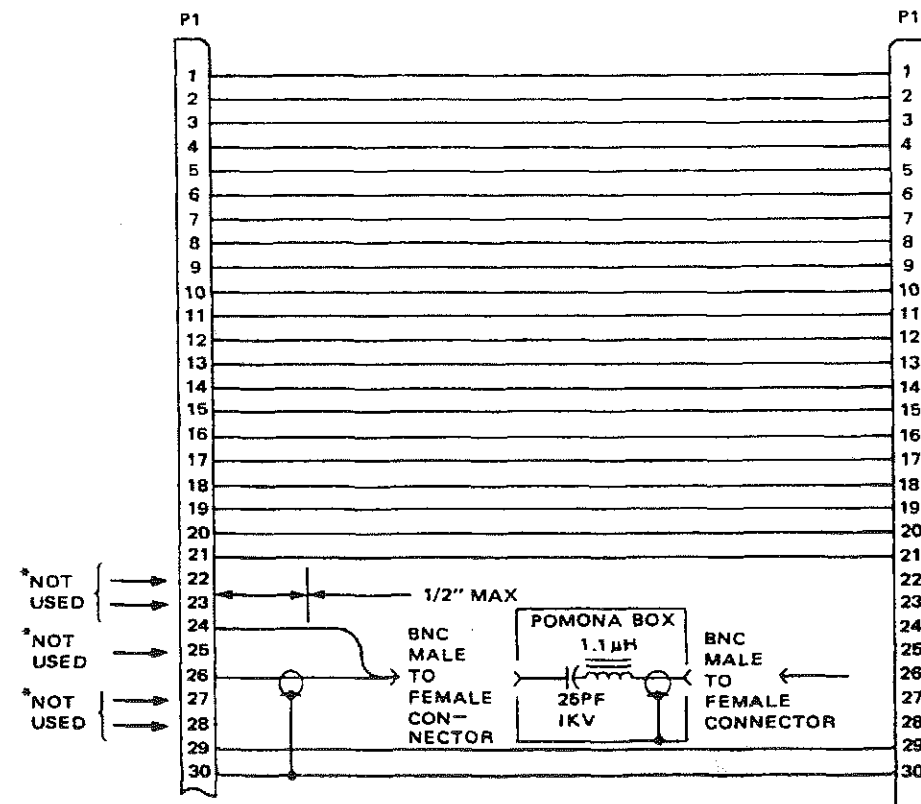 P1 P1
1 1
2 2
3 3
4 4
5 5
6 6
7 7
8 8
9 9
10 10
11 11
12 12
13 13
14 14
15 15
16 16
17 17
18 18
19 19
20 20
21 21
22 22
23 23
24 24
25 25
26 26
27 27
28 28
29 29
30 30
*NOT
USED
*NOT
USED
*NOT
USED
1/2" MAX
BNC
MALE
TO
FEMALE
CON-
NECTOR
POMONA BOX
1.1 µH
25PF
1KV
BNC
MALE
TO
FEMALE
CONNECTOR